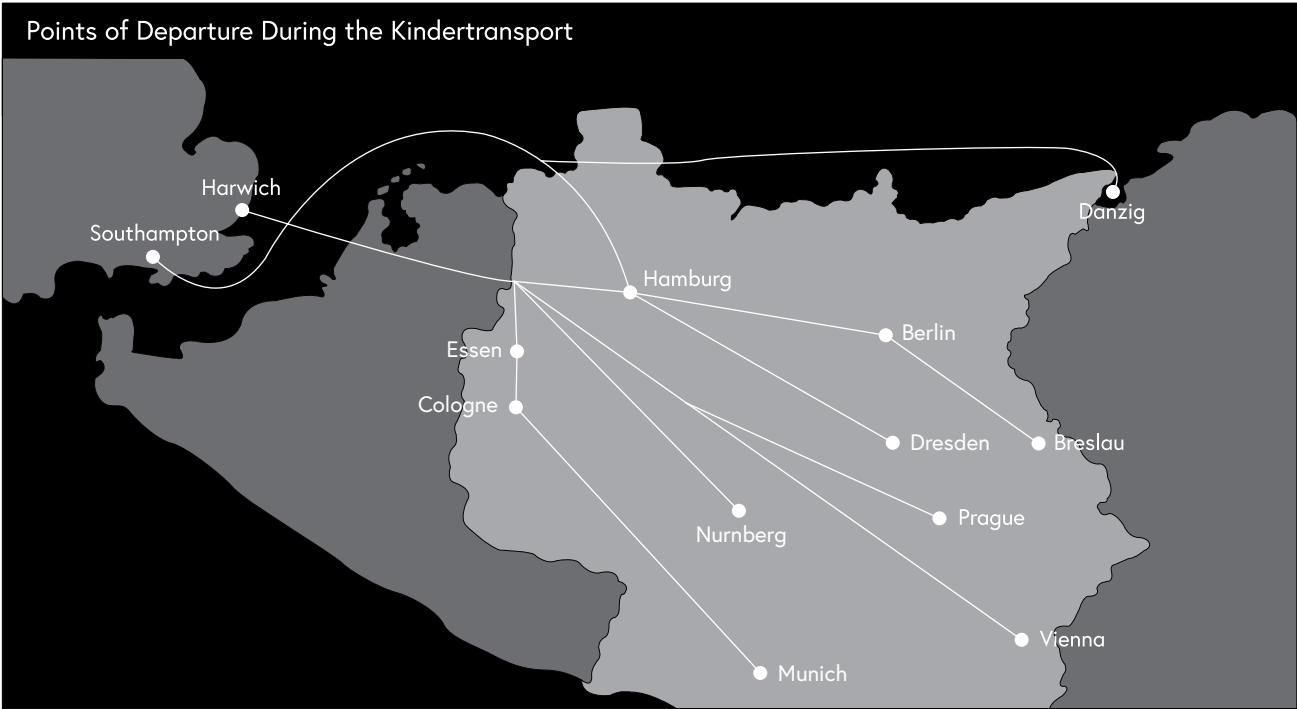 Points of Departure During the Kindertransport
Harwich
Southampton
Danzig
Hamburg
Berlin
Essen
Cologne
Dresden
Breslau
Prague
Nurnberg
Vienna
Munich